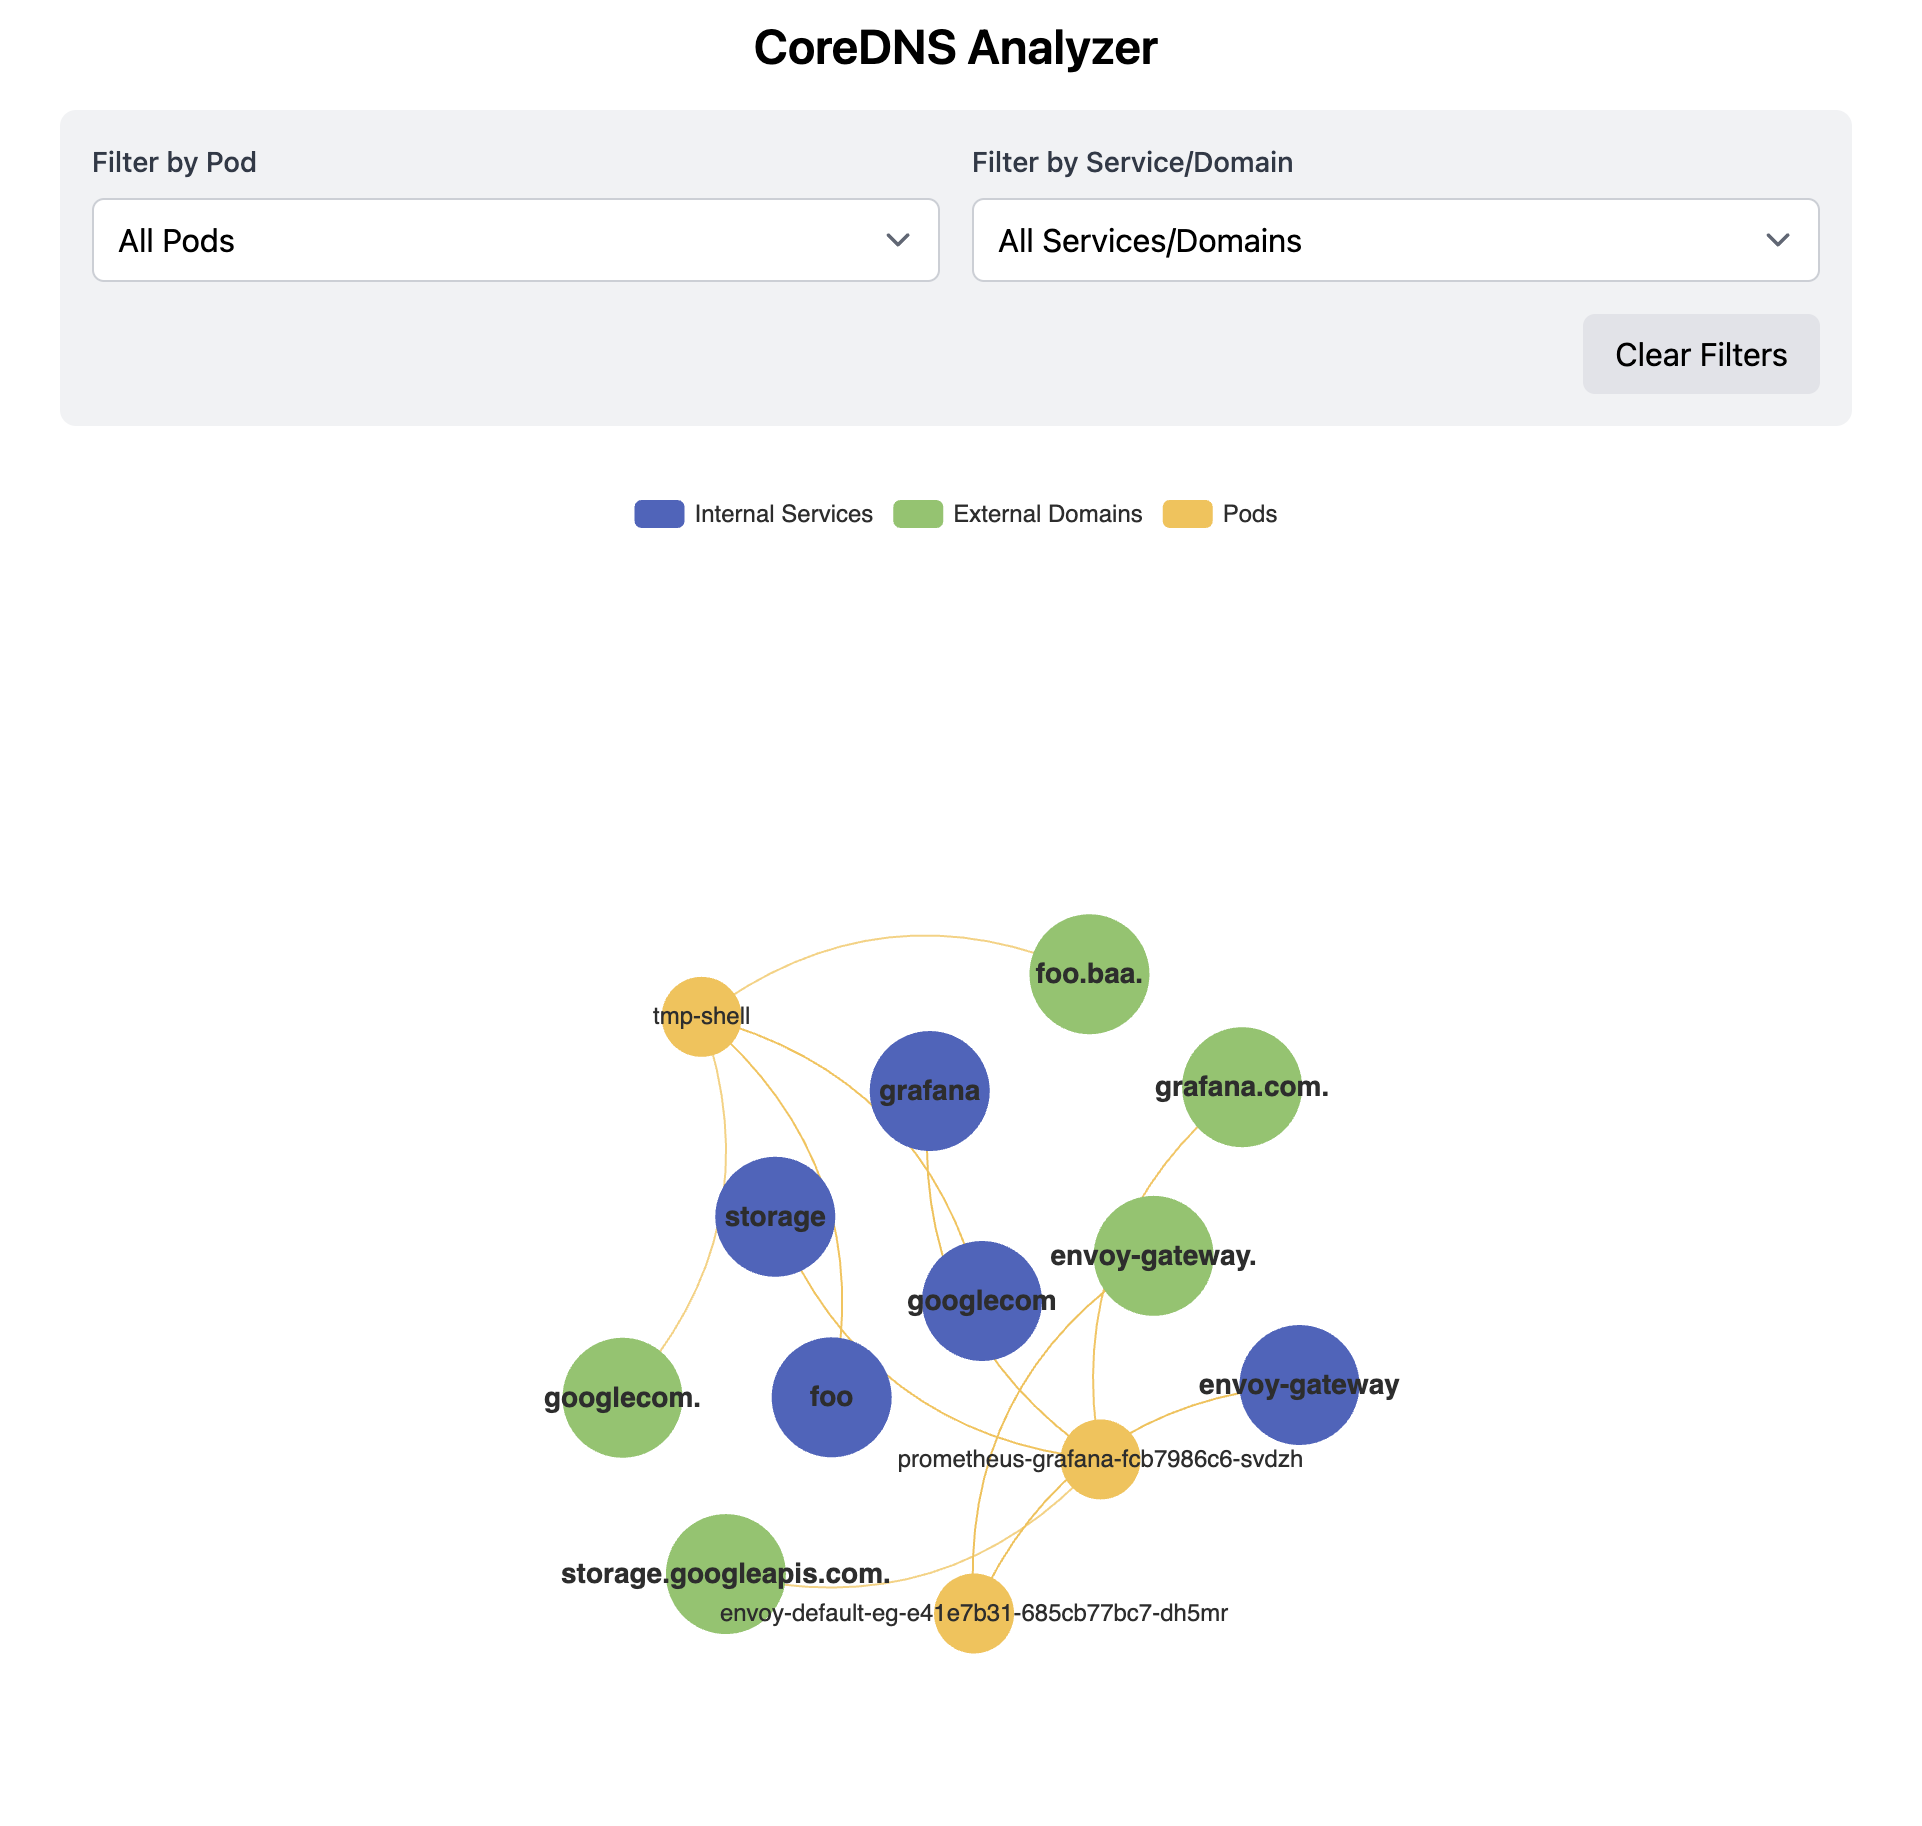 CoreDNS Analyzer
Filter by Pod
Filter by Service/Domain
All Pods
All Services/Domains
Clear Filters
Internal Services
External Domains
Pods
foo.baa.
tmp-shell
grafana
grafana.com.
storage
envoy-gateway.
googlecom
envoy-gateway
googlecom.
foo
prometheus-grafana-fcb7986c6-svdzh
storage.googleapis.com.
envoy-default-eg-e41e7b31-685cb77bc7-dh5mr